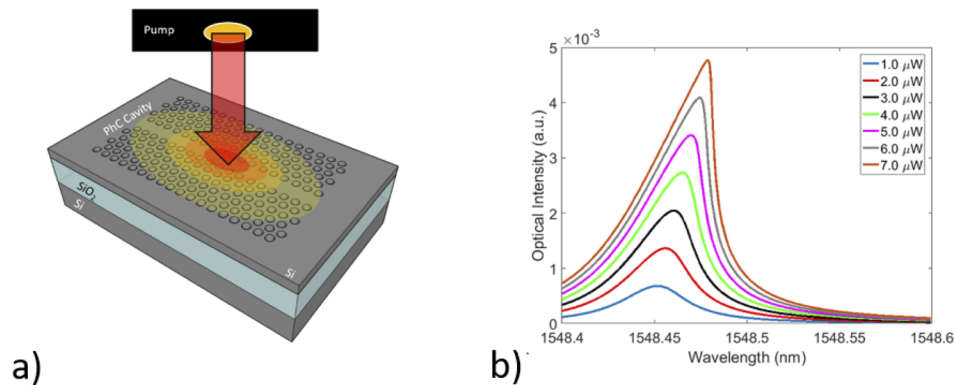 Pump
PhC Cavity
SiO₂
Si
Si
a)
×10⁻³
5
4
3
2
1
0
Optical Intensity (a.u.)
1548.4
1548.45
1548.5
1548.55
1548.6
Wavelength (nm)
1.0 μW
2.0 μW
3.0 μW
4.0 μW
5.0 μW
6.0 μW
7.0 μW
b)